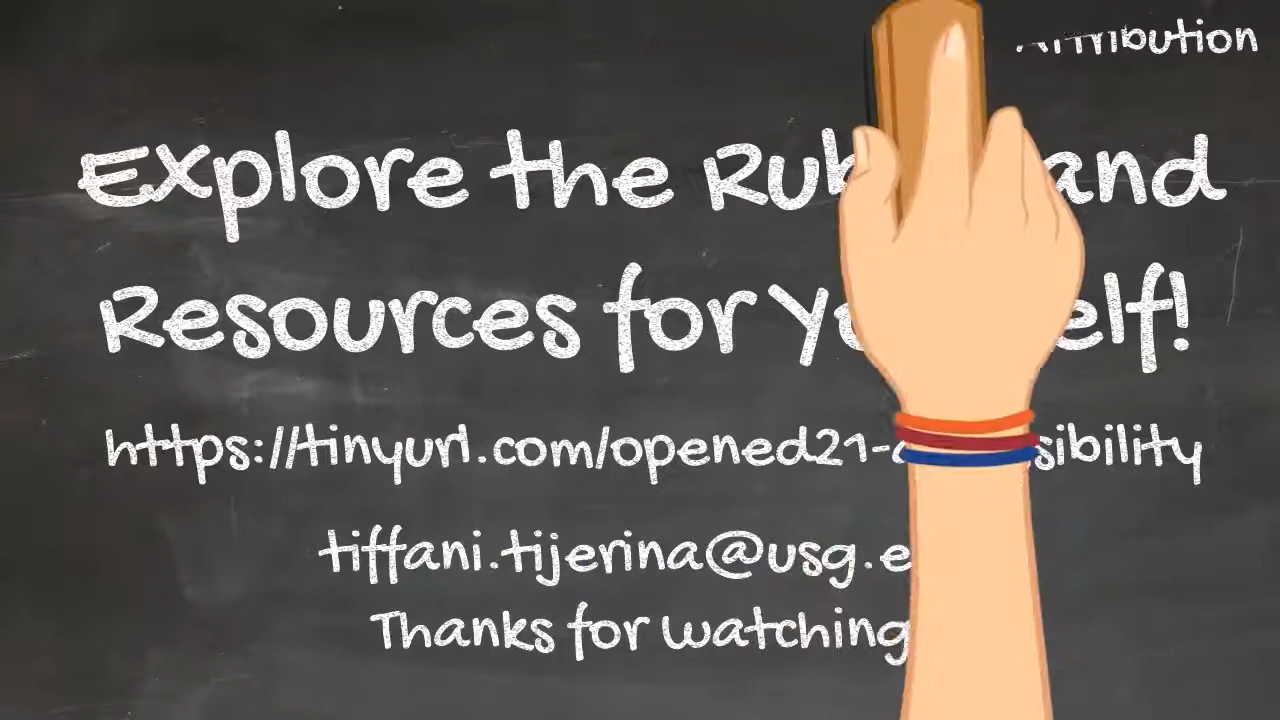 Attribution
Explore the Rub and
Resources for Y elf!
https://tinyurl.com/opened21-a sibility
tiffani.tijerina@usg.e
Thanks for watching